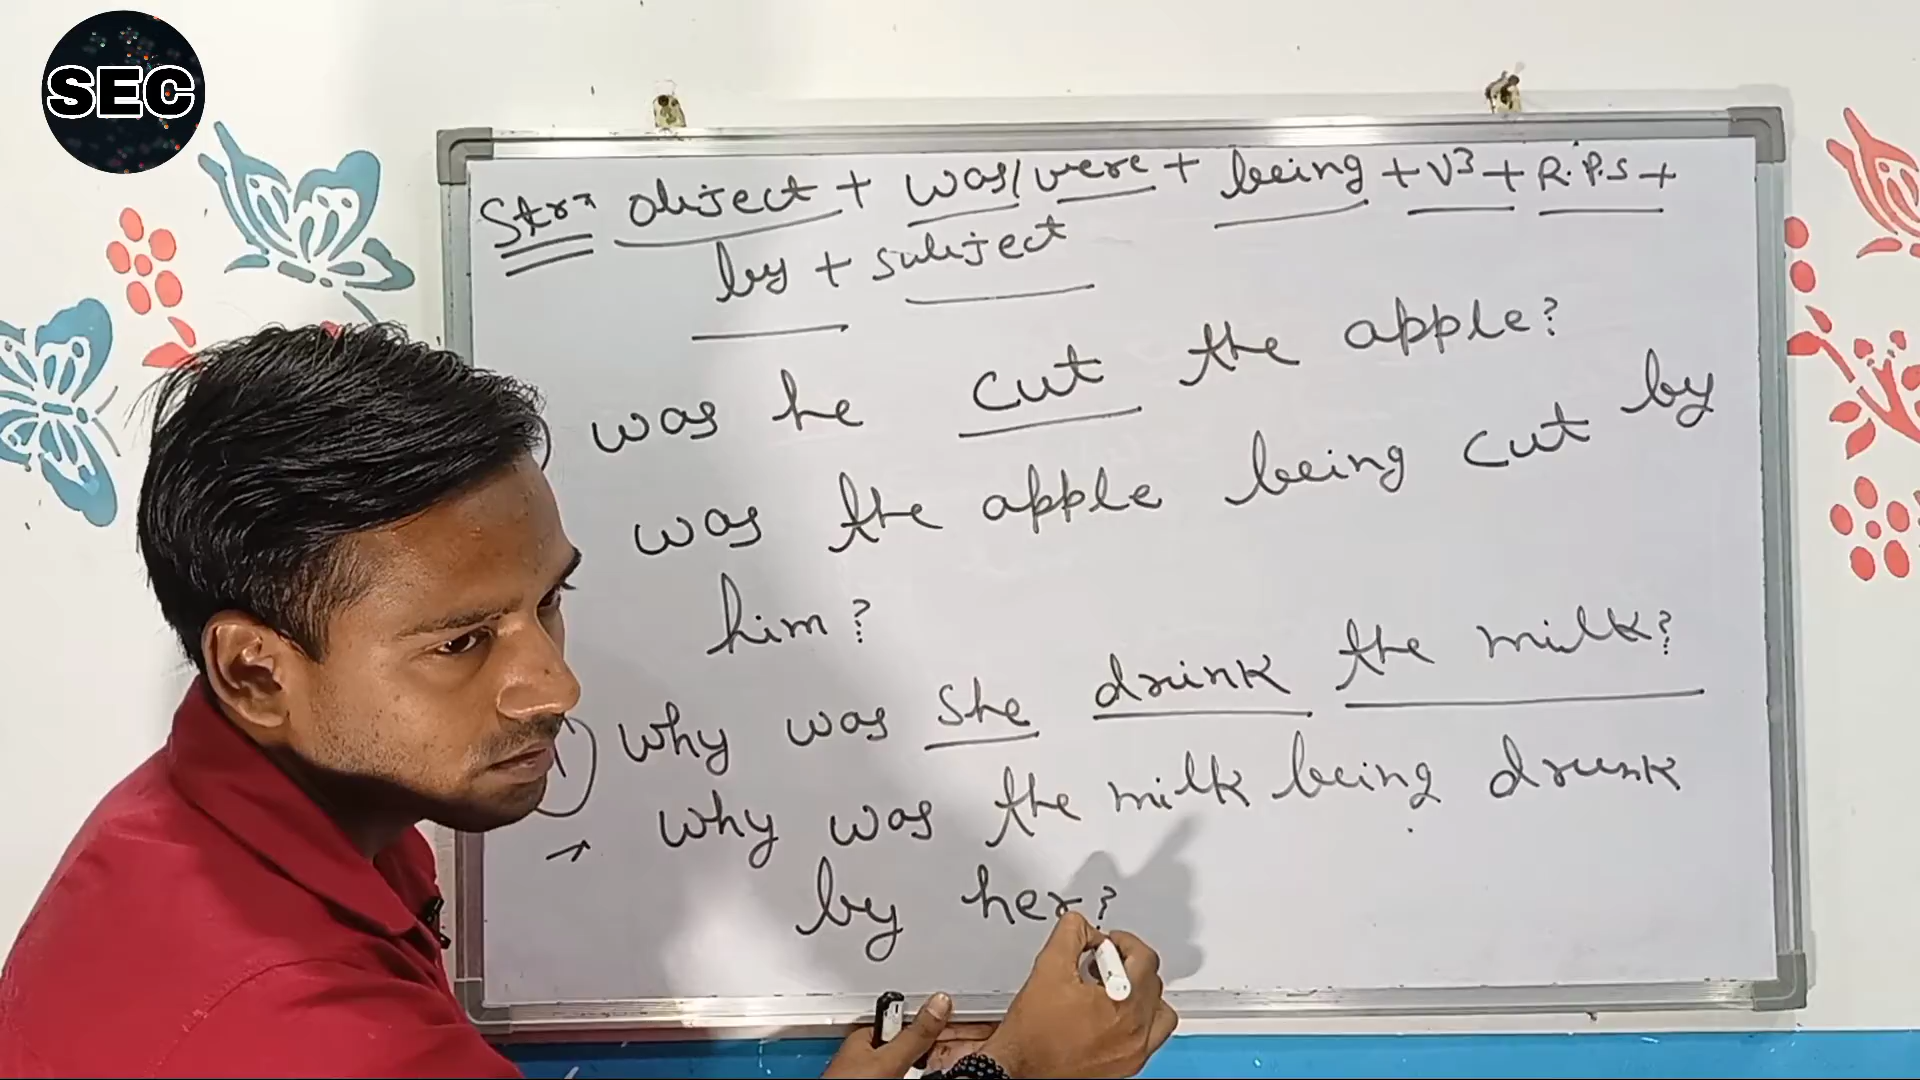 SEC
Str: object + was/were + being + V3 + R.P.S +
by + subject
was he cut the apple?
was the apple being cut by
him?
Why was she drink the milk?
→ Why was the milk being drunk
by her?